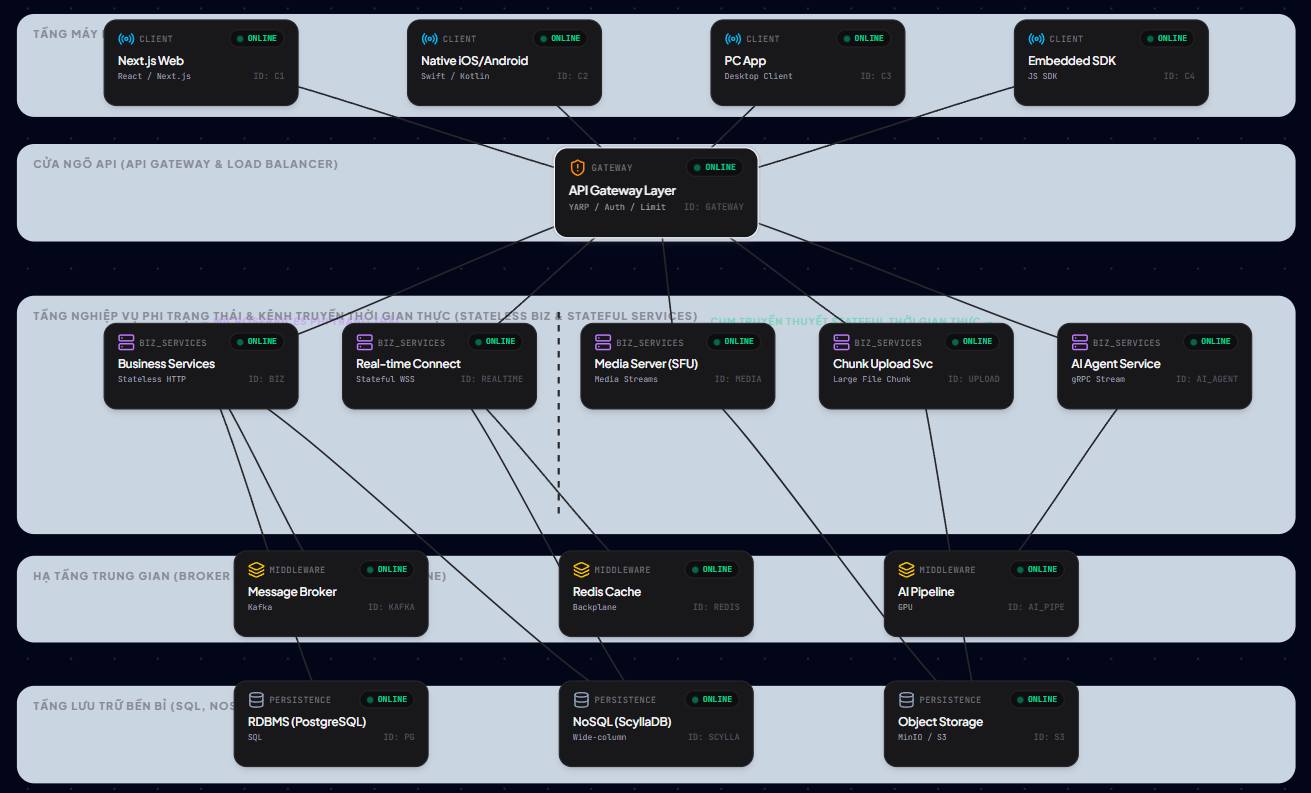 TẦNG MÁY
CLIENT ONLINE
Next.js Web
React / Next.js ID: C1
CLIENT ONLINE
Native iOS/Android
Swift / Kotlin ID: C2
CLIENT ONLINE
PC App
Desktop Client ID: C3
CLIENT ONLINE
Embedded SDK
JS SDK ID: C4
CỬA NGÕ API (API GATEWAY & LOAD BALANCER)
GATEWAY ONLINE
API Gateway Layer
YARP / Auth / Limit ID: GATEWAY
TẦNG NGHIỆP VỤ PHI TRẠNG THÁI & KÊNH TRUYỀN THỜI GIAN THỰC (STATELESS BIZ & STATEFUL SERVICES)
CỤM TRUYỀN THUYẾT STATEFUL THỜI GIAN THỰC
BIZ_SERVICES ONLINE
Business Services
Stateless HTTP ID: BIZ
BIZ_SERVICES ONLINE
Real-time Connect
Stateful WSS ID: REALTIME
BIZ_SERVICES ONLINE
Media Server (SFU)
Media Streams ID: MEDIA
BIZ_SERVICES ONLINE
Chunk Upload Svc
Large File Chunk ID: UPLOAD
BIZ_SERVICES ONLINE
AI Agent Service
gRPC Stream ID: AI_AGENT
HẠ TẦNG TRUNG GIAN (BROKER NE)
MIDDLEWARE ONLINE
Message Broker
Kafka ID: KAFKA
MIDDLEWARE ONLINE
Redis Cache
Backplane ID: REDIS
MIDDLEWARE ONLINE
AI Pipeline
GPU ID: AI_PIPE
TẦNG LƯU TRỮ BỀN BỈ (SQL, NOS
PERSISTENCE ONLINE
RDBMS (PostgreSQL)
SQL ID: PG
PERSISTENCE ONLINE
NoSQL (ScyllaDB)
Wide-column ID: SCYLLA
PERSISTENCE ONLINE
Object Storage
MinIO / S3 ID: S3